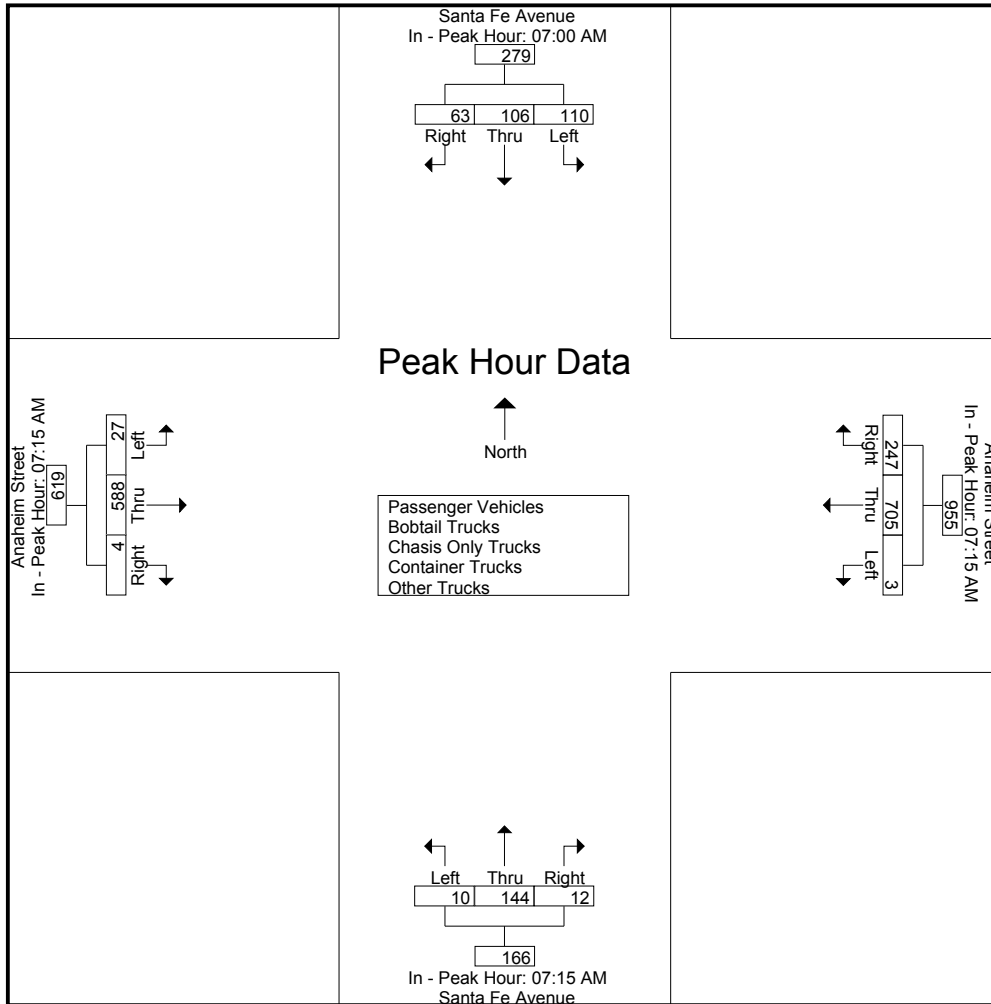 Santa Fe Avenue
In - Peak Hour: 07:00 AM
279
63 106 110
Right Thru Left
Peak Hour Data
North
Anaheim Street
In - Peak Hour: 07:15 AM
619
27 588 4
Left Thru Right
Passenger Vehicles
Bobtail Trucks
Chasis Only Trucks
Container Trucks
Other Trucks
Anaheim Street
In - Peak Hour: 07:15 AM
955
247 705 3
Right Thru Left
Left Thru Right
10 144 12
166
In - Peak Hour: 07:15 AM
Santa Fe Avenue